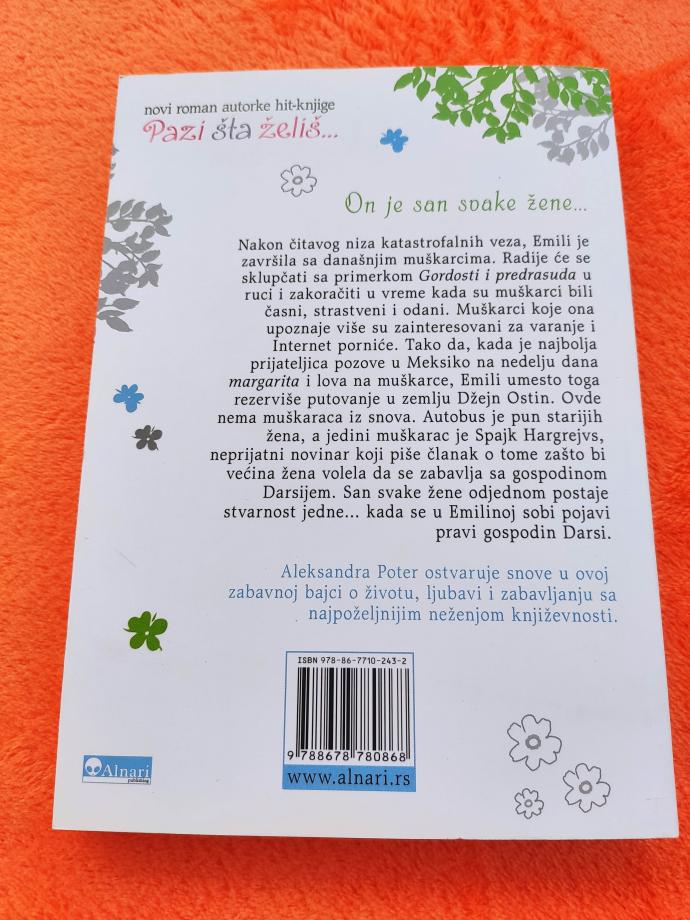 novi roman autorke hit-knjige
Pazi šta želiš...
On je san svake žene...
Nakon čitavog niza katastrofalnih veza, Emili je
završila sa današnjim muškarcima. Radije će se
sklupčati sa primerkom Gordosti i predrasuda u
ruci i zakoračiti u vreme kada su muškarci bili
časni, strastveni i odani. Muškarci koje ona
upoznaje više su zainteresovani za varanje i
Internet porniće. Tako da, kada je najbolja
prijateljica pozove u Meksiko na nedelju dana
margarita i lova na muškarce, Emili umesto toga
rezerviše putovanje u zemlju Džejn Ostin. Ovde
nema muškaraca iz snova. Autobus je pun starijih
žena, a jedini muškarac je Spajk Hargrejvs,
neprijatni novinar koji piše članak o tome zašto bi
većina žena volela da se zabavlja sa gospodinom
Darsijem. San svake žene odjednom postaje
stvarnost jedne... kada se u Emilinoj sobi pojavi
pravi gospodin Darsi.
Aleksandra Poter ostvaruje snove u ovoj
zabavnoj bajci o životu, ljubavi i zabavljanju sa
najpoželjnijim neženjom književnosti.
ISBN 978-86-7710-243-2
9 788678 780868
www.alnari.rs
Alnari
publishing